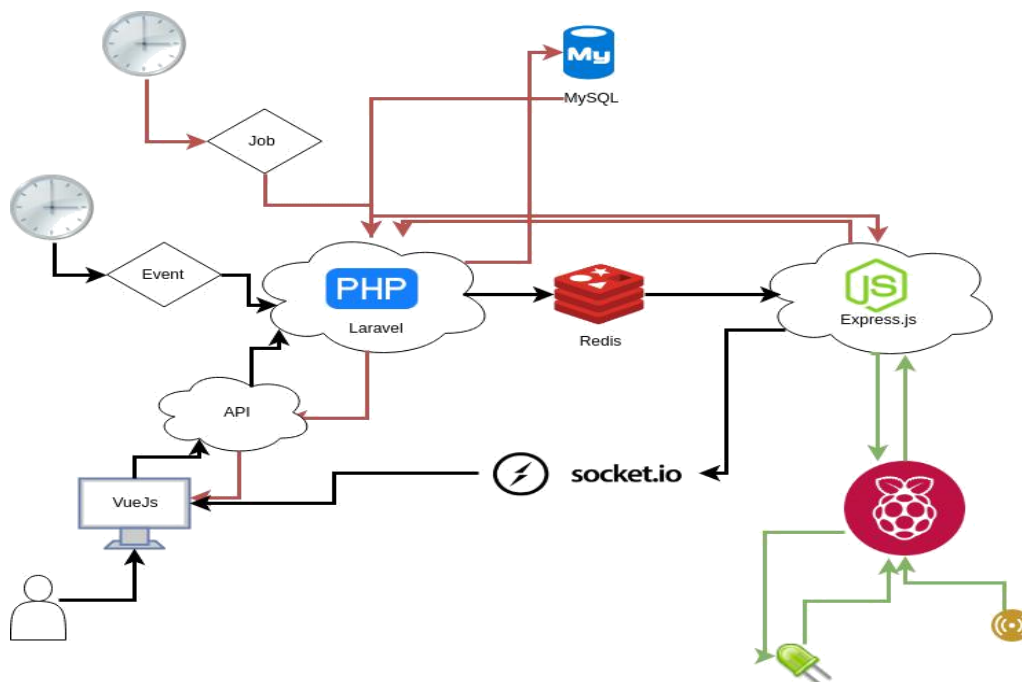 My
MySQL
Job
Event
PHP
Laravel
Redis
JS
Express.js
API
socket.io
VueJs